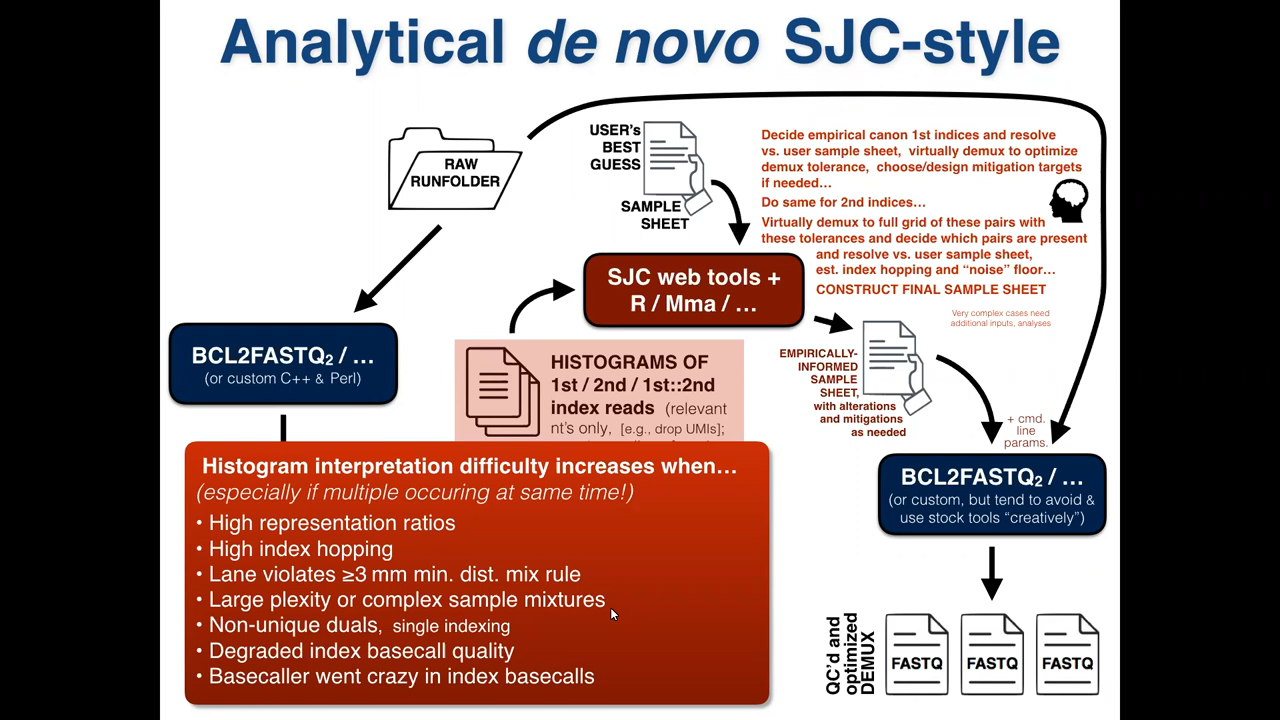 Analytical de novo SJC-style
RAW
RUNFOLDER
USER's
BEST
GUESS
SAMPLE
SHEET
Decide empirical canon 1st indices and resolve
vs. user sample sheet, virtually demux to optimize
demux tolerance, choose/design mitigation targets
if needed…
Do same for 2nd indices…
Virtually demux to full grid of these pairs with
these tolerances and decide which pairs are present
and resolve vs. user sample sheet,
est. index hopping and “noise” floor…
CONSTRUCT FINAL SAMPLE SHEET
Very complex cases need
additional inputs, analyses
SJC web tools +
R / Mma / …
BCL2FASTQ₂ / …
(or custom C++ & Perl)
HISTOGRAMS OF
1st / 2nd / 1st::2nd
index reads (relevant
nt’s only, [e.g., drop UMIs];
EMPIRICALLY-
INFORMED
SAMPLE
SHEET,
with alterations
and mitigations
as needed
+ cmd.
line
params.
BCL2FASTQ₂ / …
(or custom, but tend to avoid &
use stock tools “creatively”)
Histogram interpretation difficulty increases when…
(especially if multiple occuring at same time!)
• High representation ratios
• High index hopping
• Lane violates ≥3 mm min. dist. mix rule
• Large plexity or complex sample mixtures
• Non-unique duals, single indexing
• Degraded index basecall quality
• Basecaller went crazy in index basecalls
QC’d and
optimized
DEMUX
FASTQ FASTQ FASTQ